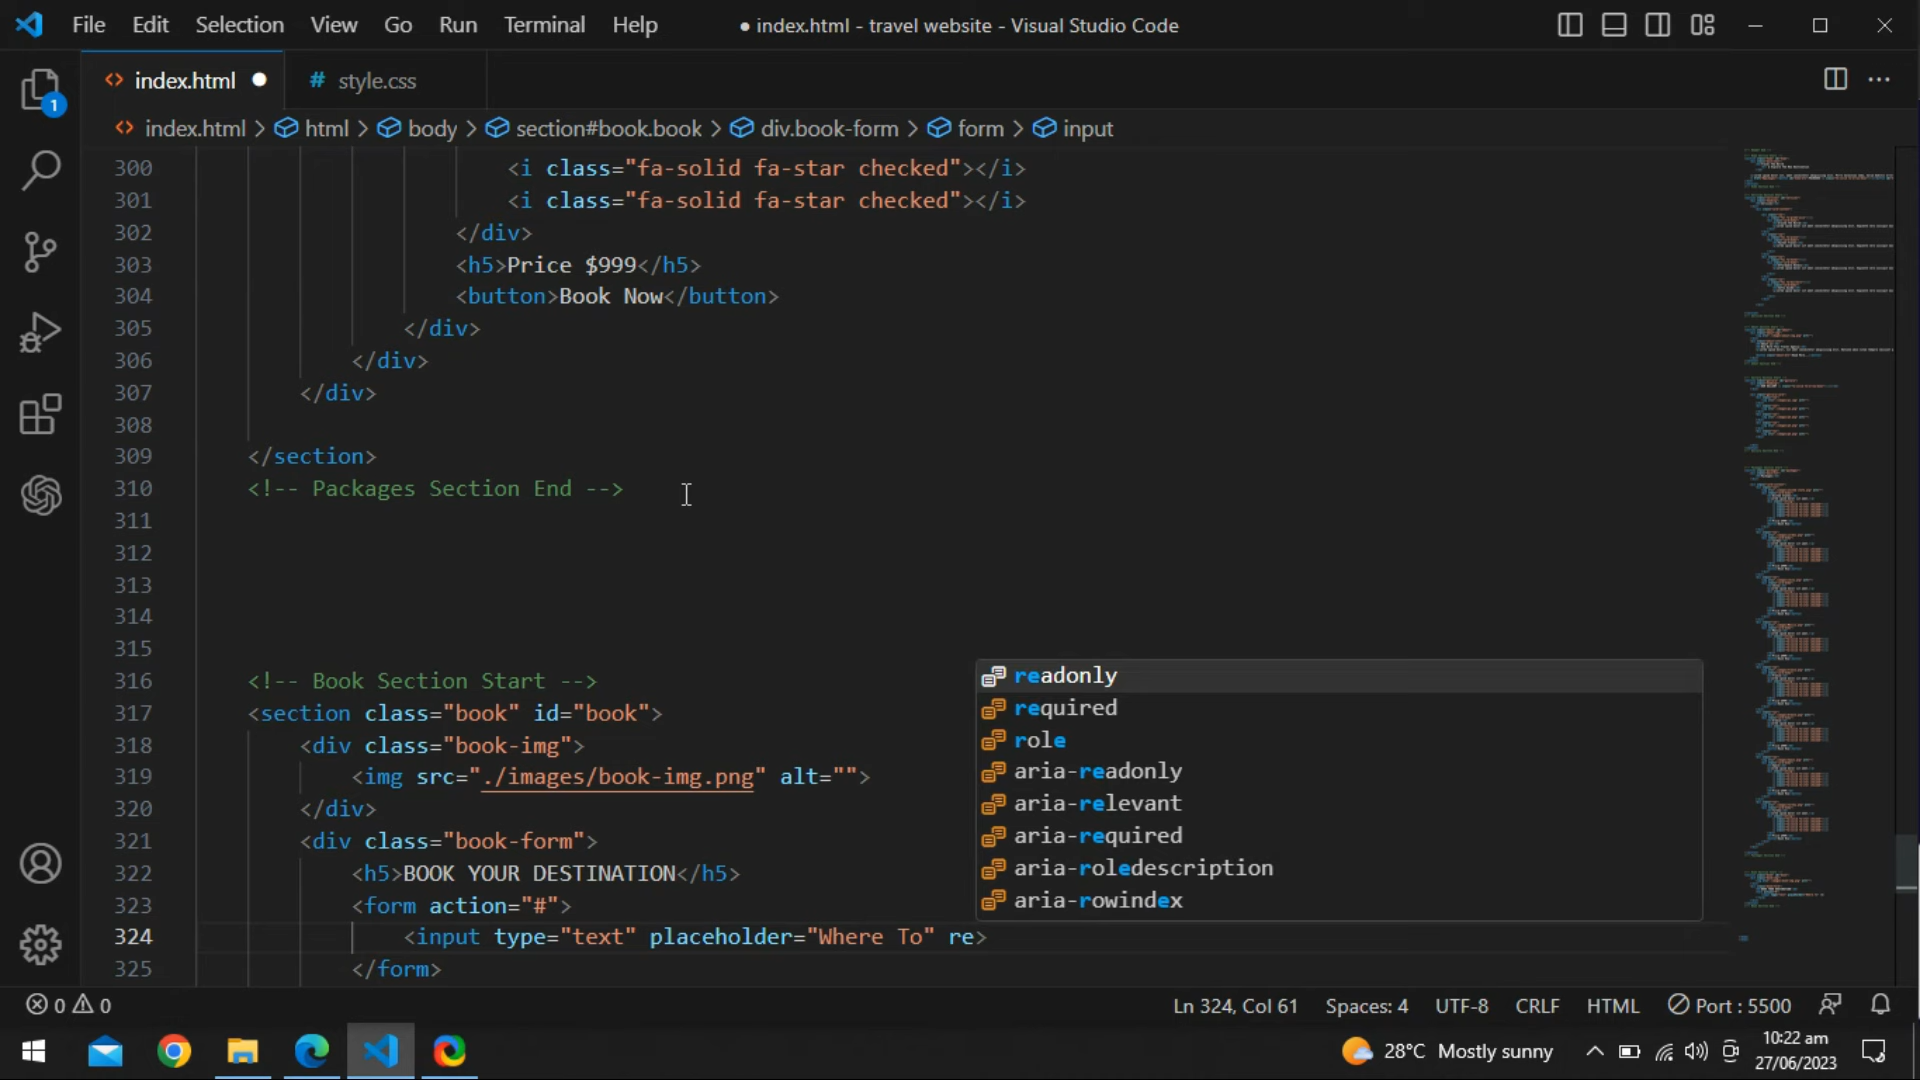 File Edit Selection View Go Run Terminal Help ● index.html - travel website - Visual Studio Code
<> index.html ● # style.css
1
<> index.html > html > body > section#book.book > div.book-form > form > input
300 <i class="fa-solid fa-star checked"></i>
301 <i class="fa-solid fa-star checked"></i>
302 </div>
303 <h5>Price $999</h5>
304 <button>Book Now</button>
305 </div>
306 </div>
307 </div>
308
309 </section>
310 <!-- Packages Section End -->
311
312
313
314
315
316 <!-- Book Section Start -->
317 <section class="book" id="book">
318 <div class="book-img">
319 <img src="./images/book-img.png" alt="">
320 </div>
321 <div class="book-form">
322 <h5>BOOK YOUR DESTINATION</h5>
323 <form action="#">
324 <input type="text" placeholder="Where To" re>
325 </form>
readonly
required
role
aria-readonly
aria-relevant
aria-required
aria-roledescription
aria-rowindex
0 0 Ln 324, Col 61 Spaces: 4 UTF-8 CRLF HTML Port : 5500
28°C Mostly sunny 10:22 am
27/06/2023